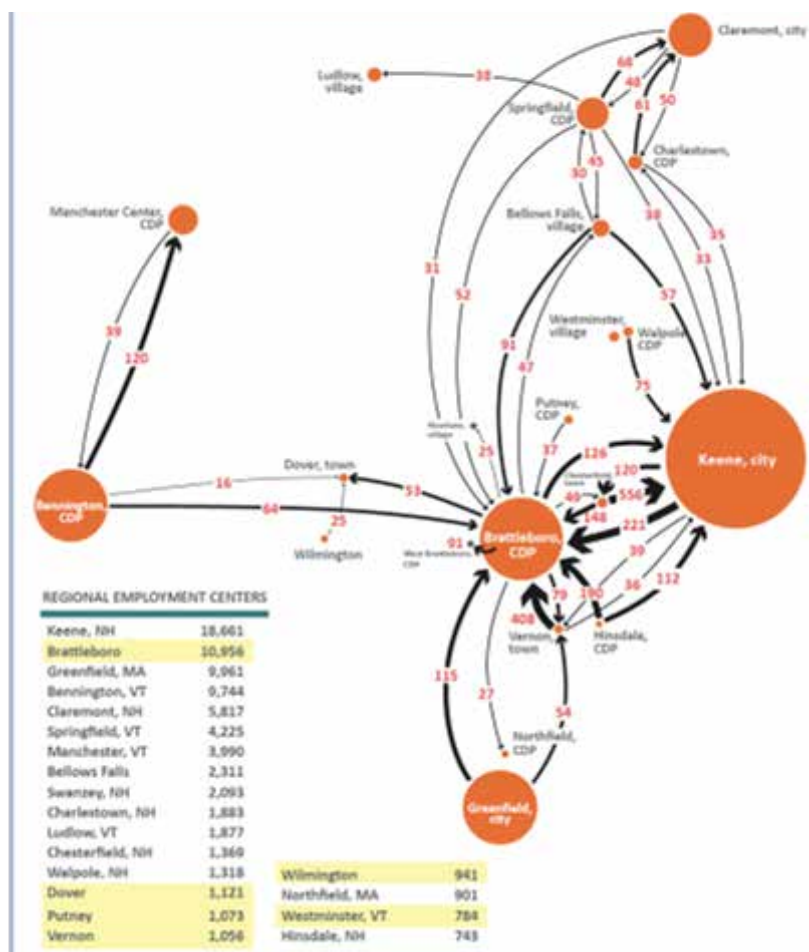 Claremont, city
68
48
Ludlow,
village
38
61
50
Springfield,
CDP
Charlestown,
CDP
45
30
Manchester Center,
CDP
Bellows Falls,
village
38
35
33
31
52
57
39
120
91
Westminster,
village
Walpole,
CDP
47
75
Putney,
CDP
25
37
126
Keene, city
Dover, town
120
16
53
49
556
Bennington,
CDP
64
148
221
25
91
Brattleboro,
CDP
Wilmington
39
79
190
36
112
REGIONAL EMPLOYMENT CENTERS
408
Vernon,
town
Hinsdale,
CDP
Keene, NH 18,661
Brattleboro 10,956
Greenfield, MA 9,961
115
Bennington, VT 9,744
27
54
Claremont, NH 5,817
Springfield, VT 4,225
Northfield,
CDP
Manchester, VT 3,990
Bellows Falls 2,311
Swanzey, NH 2,093
Greenfield,
city
Charlestown, NH 1,883
Ludlow, VT 1,877
Chesterfield, NH 1,369
Walpole, NH 1,318
Dover 1,121
Putney 1,073
Vernon 1,056
Wilmington 941
Northfield, MA 901
Westminster, VT 784
Hinsdale, NH 743